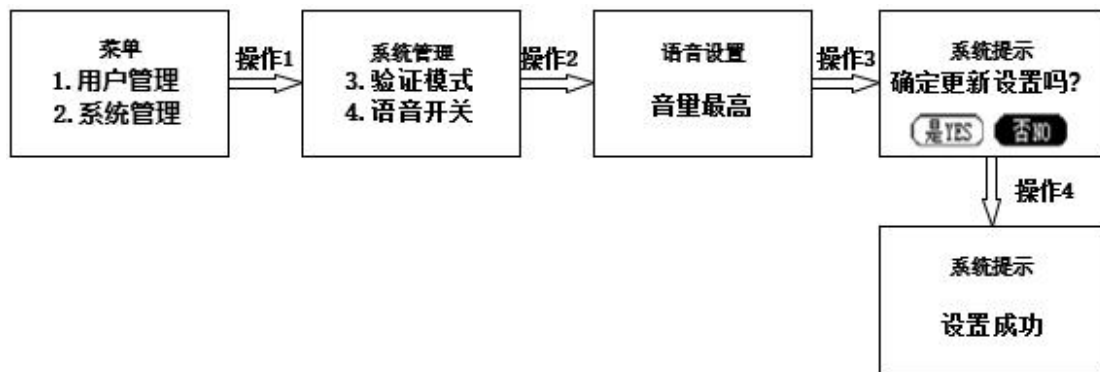 菜单
1.用户管理
2.系统管理
操作1
系统管理
3.验证模式
4.语音开关
操作2
语音设置
音量最高
操作3
系统提示
确定更新设置吗?
是YES 否NO
操作4
系统提示
设置成功